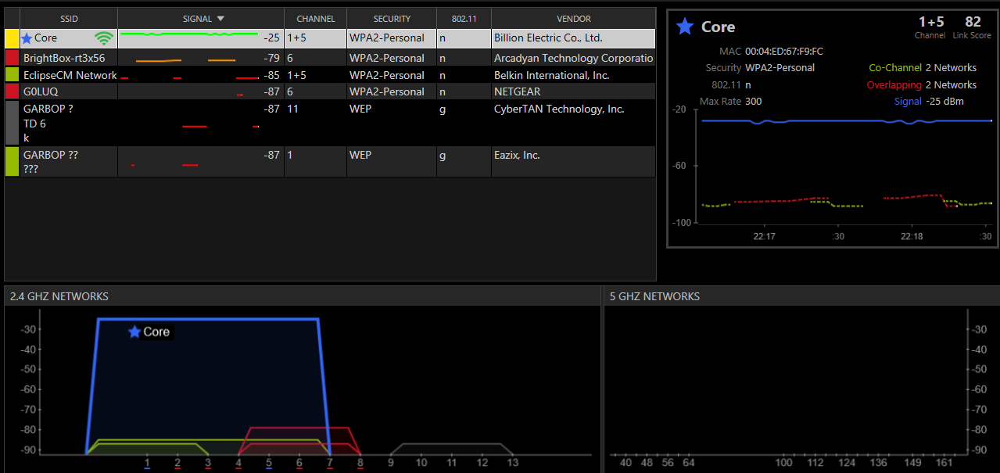 SSID SIGNAL CHANNEL SECURITY 802.11 VENDOR
Core -25 1+5 WPA2-Personal n Billion Electric Co., Ltd.
BrightBox-rt3x56 -79 6 WPA2-Personal n Arcadyan Technology Corporatio
EclipseCM Network -85 1+5 WPA2-Personal n Belkin International, Inc.
G0LUQ -87 6 WPA2-Personal n NETGEAR
GARBOP ? -87 11 WEP g CyberTAN Technology, Inc.
TD 6
k
GARBOP ?? -87 1 WEP g Eazix, Inc.
???
Core 1+5 82
Channel Link Score
MAC 00:04:ED:67:F9:FC
Security WPA2-Personal Co-Channel 2 Networks
802.11 n Overlapping 2 Networks
Max Rate 300 Signal -25 dBm
-20
-60
-100
22:17 :30 22:18 :30
2.4 GHZ NETWORKS
Core
-30
-40
-50
-60
-70
-80
-90
1 2 3 4 5 6 7 8 9 10 11 12 13
5 GHZ NETWORKS
-30
-40
-50
-60
-70
-80
-90
40 48 56 64 100 112 124 136 149 161